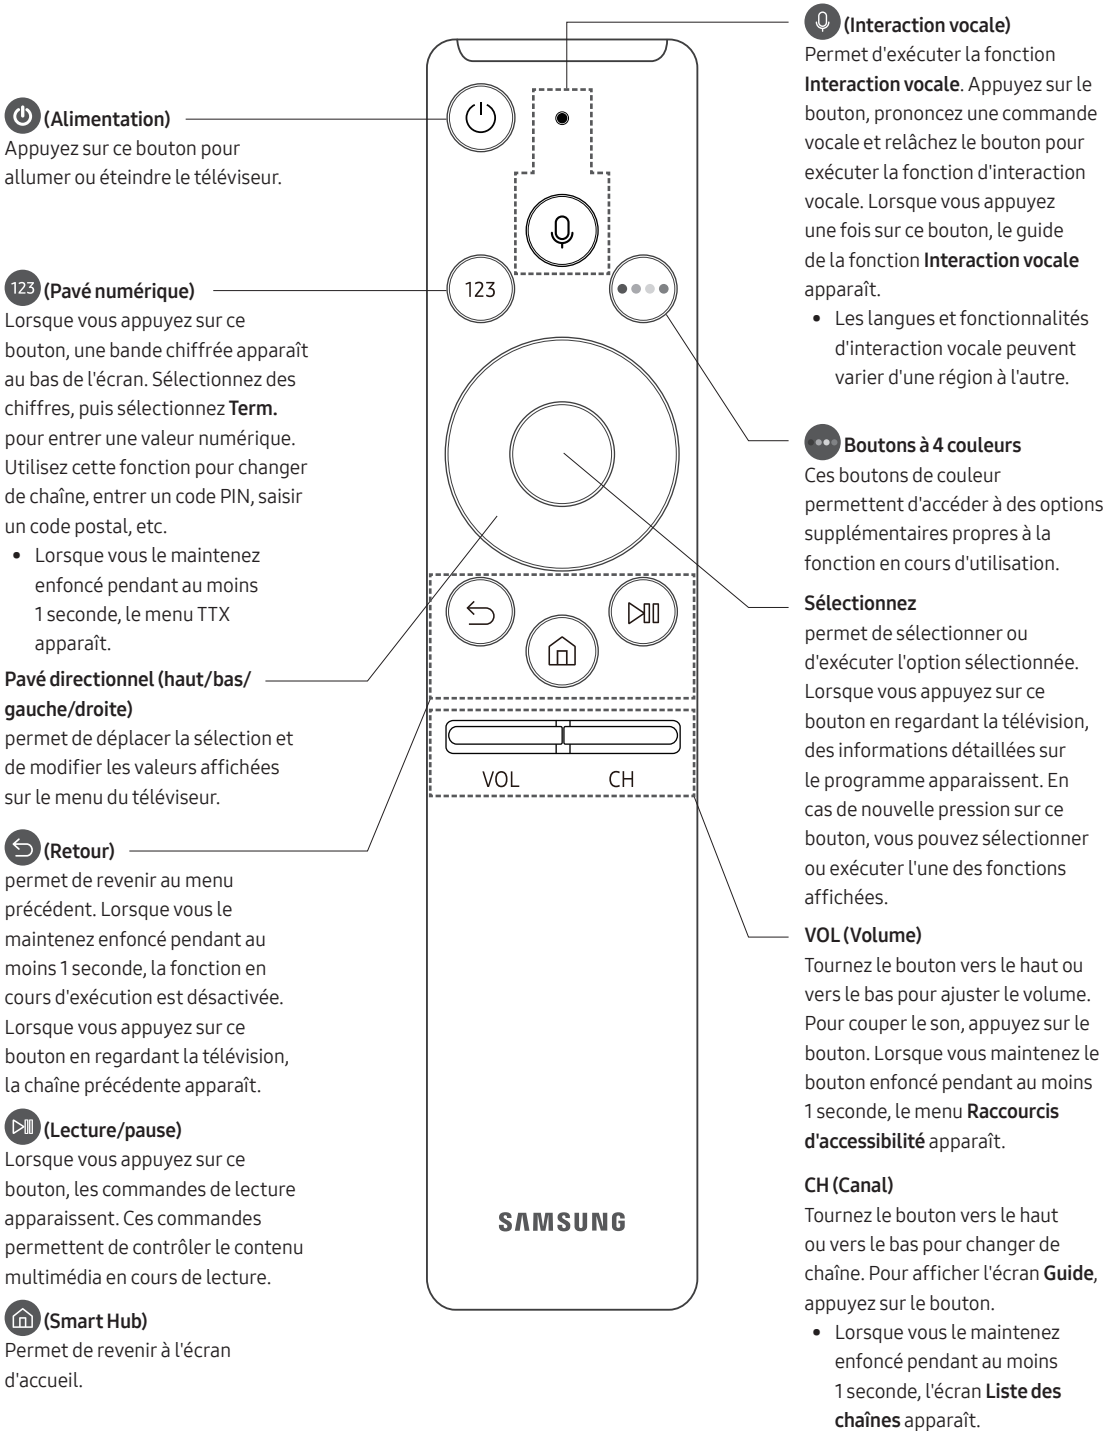 (Alimentation)
Appuyez sur ce bouton pour
allumer ou éteindre le téléviseur.
123 (Pavé numérique)
Lorsque vous appuyez sur ce
bouton, une bande chiffrée apparaît
au bas de l'écran. Sélectionnez des
chiffres, puis sélectionnez Term.
pour entrer une valeur numérique.
Utilisez cette fonction pour changer
de chaîne, entrer un code PIN, saisir
un code postal, etc.
• Lorsque vous le maintenez
enfoncé pendant au moins
1 seconde, le menu TTX
apparaît.
Pavé directionnel (haut/bas/
gauche/droite)
permet de déplacer la sélection et
de modifier les valeurs affichées
sur le menu du téléviseur.
(Retour)
permet de revenir au menu
précédent. Lorsque vous le
maintenez enfoncé pendant au
moins 1 seconde, la fonction en
cours d'exécution est désactivée.
Lorsque vous appuyez sur ce
bouton en regardant la télévision,
la chaîne précédente apparaît.
(Lecture/pause)
Lorsque vous appuyez sur ce
bouton, les commandes de lecture
apparaissent. Ces commandes
permettent de contrôler le contenu
multimédia en cours de lecture.
(Smart Hub)
Permet de revenir à l'écran
d'accueil.
123
VOL CH
SAMSUNG
(Interaction vocale)
Permet d'exécuter la fonction
Interaction vocale. Appuyez sur le
bouton, prononcez une commande
vocale et relâchez le bouton pour
exécuter la fonction d'interaction
vocale. Lorsque vous appuyez
une fois sur ce bouton, le guide
de la fonction Interaction vocale
apparaît.
• Les langues et fonctionnalités
d'interaction vocale peuvent
varier d'une région à l'autre.
Boutons à 4 couleurs
Ces boutons de couleur
permettent d'accéder à des options
supplémentaires propres à la
fonction en cours d'utilisation.
Sélectionnez
permet de sélectionner ou
d'exécuter l'option sélectionnée.
Lorsque vous appuyez sur ce
bouton en regardant la télévision,
des informations détaillées sur
le programme apparaissent. En
cas de nouvelle pression sur ce
bouton, vous pouvez sélectionner
ou exécuter l'une des fonctions
affichées.
VOL (Volume)
Tournez le bouton vers le haut ou
vers le bas pour ajuster le volume.
Pour couper le son, appuyez sur le
bouton. Lorsque vous maintenez le
bouton enfoncé pendant au moins
1 seconde, le menu Raccourcis
d'accessibilité apparaît.
CH (Canal)
Tournez le bouton vers le haut
ou vers le bas pour changer de
chaîne. Pour afficher l'écran Guide,
appuyez sur le bouton.
• Lorsque vous le maintenez
enfoncé pendant au moins
1 seconde, l'écran Liste des
chaînes apparaît.